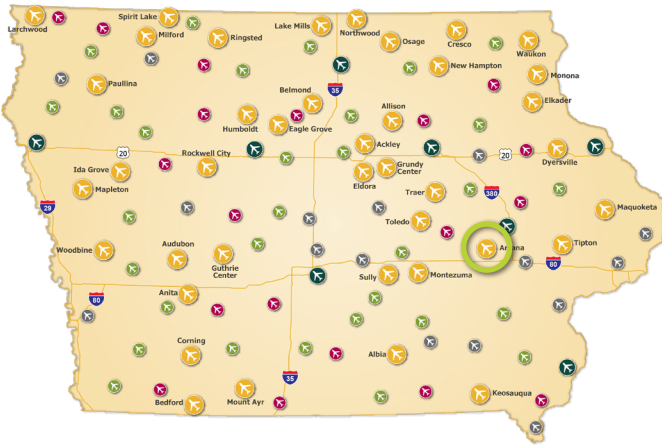 Spirit Lake
Larchwood
Milford
Ringsted
Lake Mills
Northwood
Osage
Cresco
Waukon
New Hampton
Monona
Paullina
Belmond
35
Elkader
Allison
Humboldt
Eagle Grove
Ackley
20
20
Rockwell City
Dyersville
Ida Grove
Grundy
Center
Mapleton
Eldora
Traer
380
29
Maquoketa
Toledo
Woodbine
Audubon
Amana
Tipton
Guthrie
Center
80
Sully
Montezuma
Anita
80
Corning
Albia
35
Mount Ayr
Keosauqua
Bedford